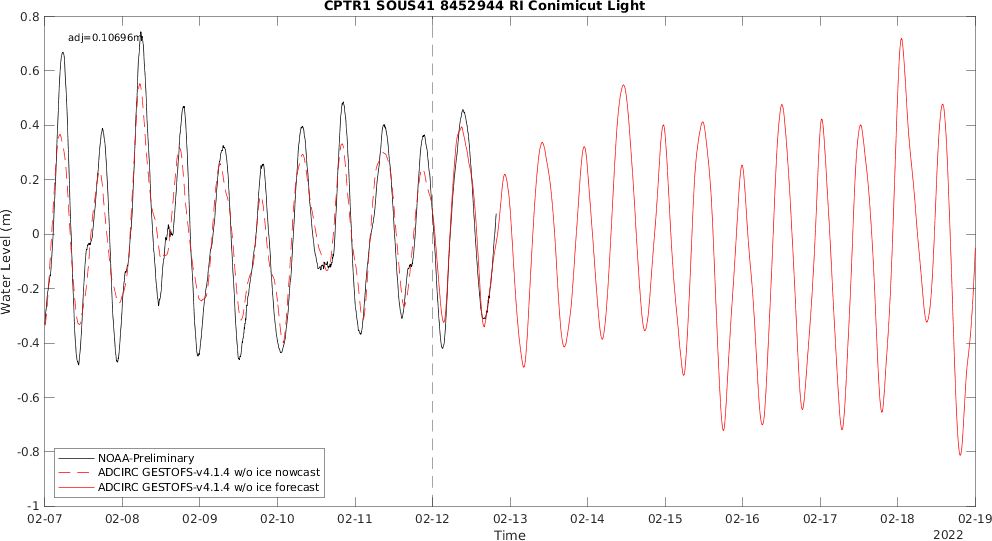 CPTR1 SOUS41 8452944 RI Conimicut Light
adj=0.10696m
0.8
0.6
0.4
0.2
0
-0.2
-0.4
-0.6
-0.8
-1
Water Level (m)
NOAA-Preliminary
ADCIRC GESTOFS-v4.1.4 w/o ice nowcast
ADCIRC GESTOFS-v4.1.4 w/o ice forecast
02-07 02-08 02-09 02-10 02-11 02-12 02-13 02-14 02-15 02-16 02-17 02-18 02-19
Time
2022